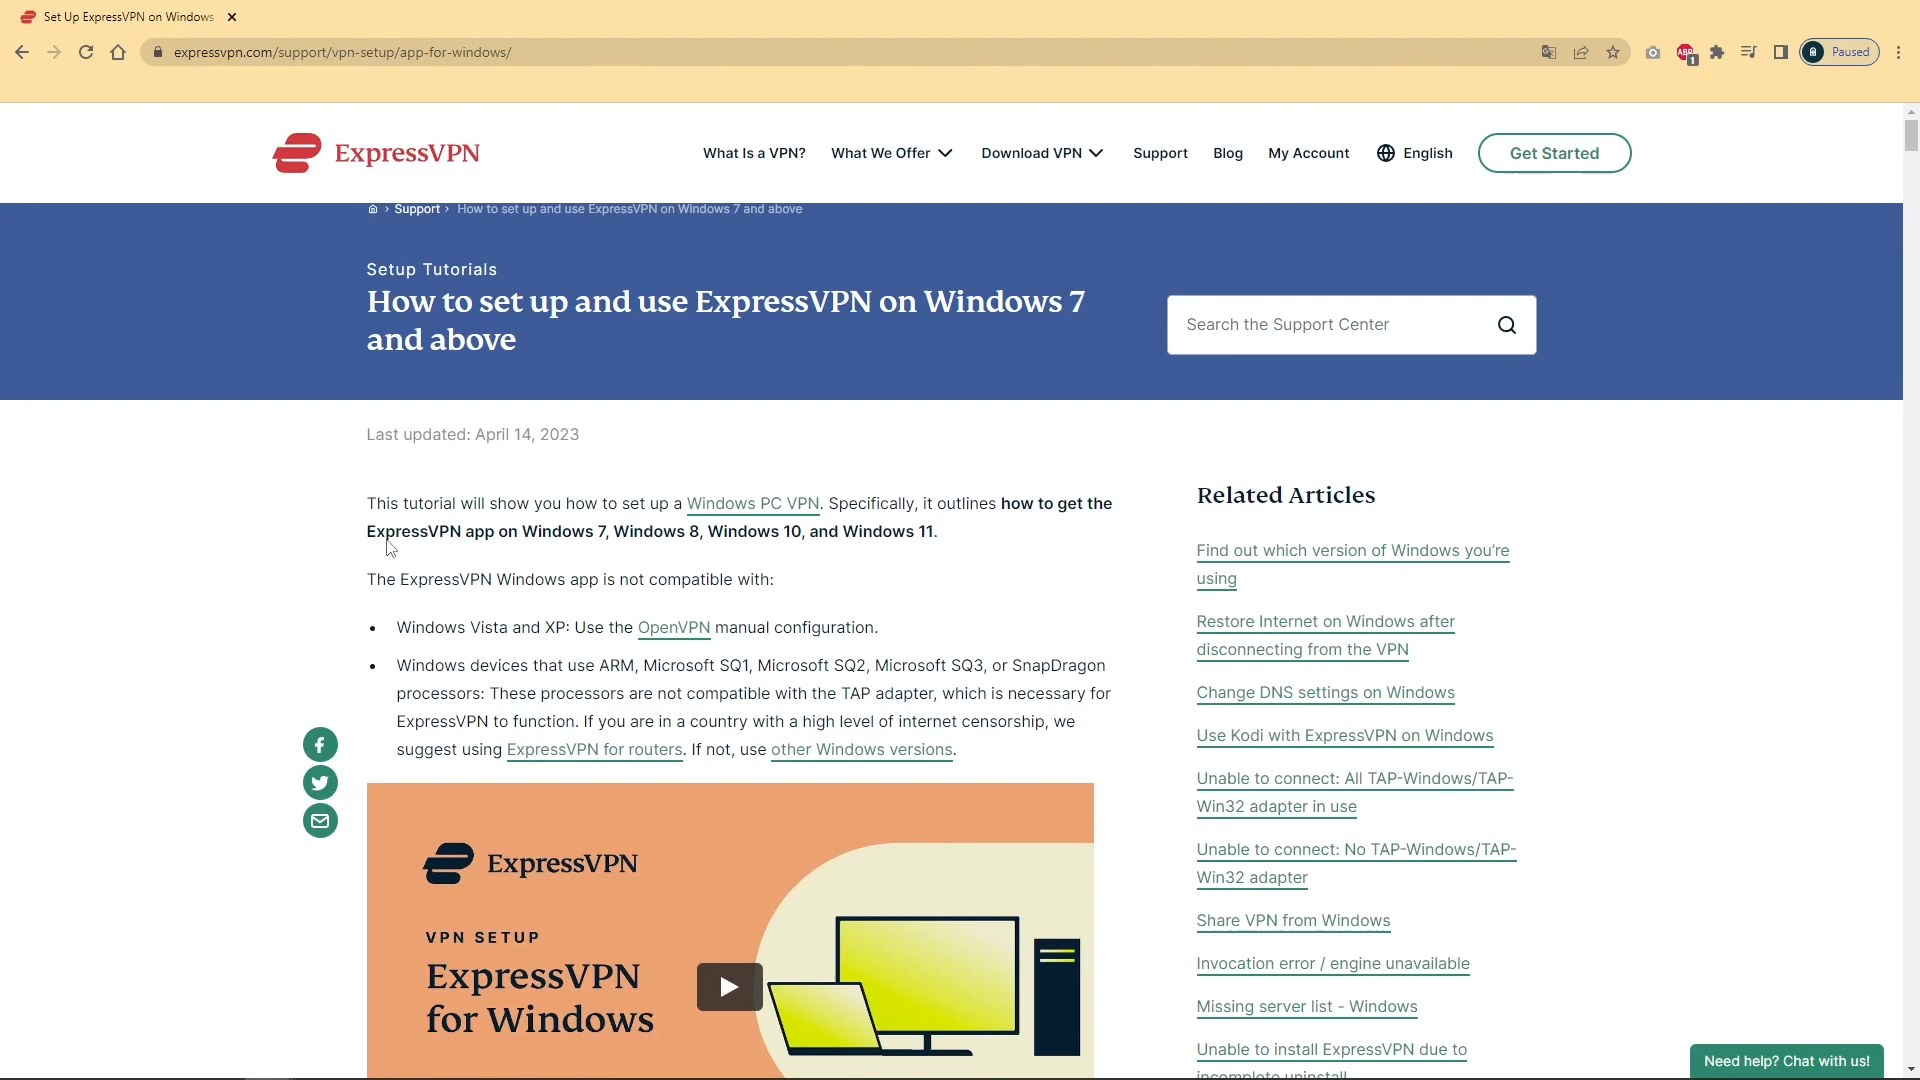 Set Up ExpressVPN on Windows
expressvpn.com/support/vpn-setup/app-for-windows/
ABP
1
Paused
ExpressVPN
What Is a VPN?
What We Offer
Download VPN
Support
Blog
My Account
English
Get Started
Support
How to set up and use ExpressVPN on Windows 7 and above
Setup Tutorials
How to set up and use ExpressVPN on Windows 7
and above
Search the Support Center
Last updated: April 14, 2023
This tutorial will show you how to set up a Windows PC VPN. Specifically, it outlines how to get the
ExpressVPN app on Windows 7, Windows 8, Windows 10, and Windows 11.
The ExpressVPN Windows app is not compatible with:
• Windows Vista and XP: Use the OpenVPN manual configuration.
• Windows devices that use ARM, Microsoft SQ1, Microsoft SQ2, Microsoft SQ3, or SnapDragon
processors: These processors are not compatible with the TAP adapter, which is necessary for
ExpressVPN to function. If you are in a country with a high level of internet censorship, we
suggest using ExpressVPN for routers. If not, use other Windows versions.
ExpressVPN
VPN SETUP
ExpressVPN
for Windows
Related Articles
Find out which version of Windows you're
using
Restore Internet on Windows after
disconnecting from the VPN
Change DNS settings on Windows
Use Kodi with ExpressVPN on Windows
Unable to connect: All TAP-Windows/TAP-
Win32 adapter in use
Unable to connect: No TAP-Windows/TAP-
Win32 adapter
Share VPN from Windows
Invocation error / engine unavailable
Missing server list - Windows
Unable to install ExpressVPN due to
incomplete uninstall
Need help? Chat with us!